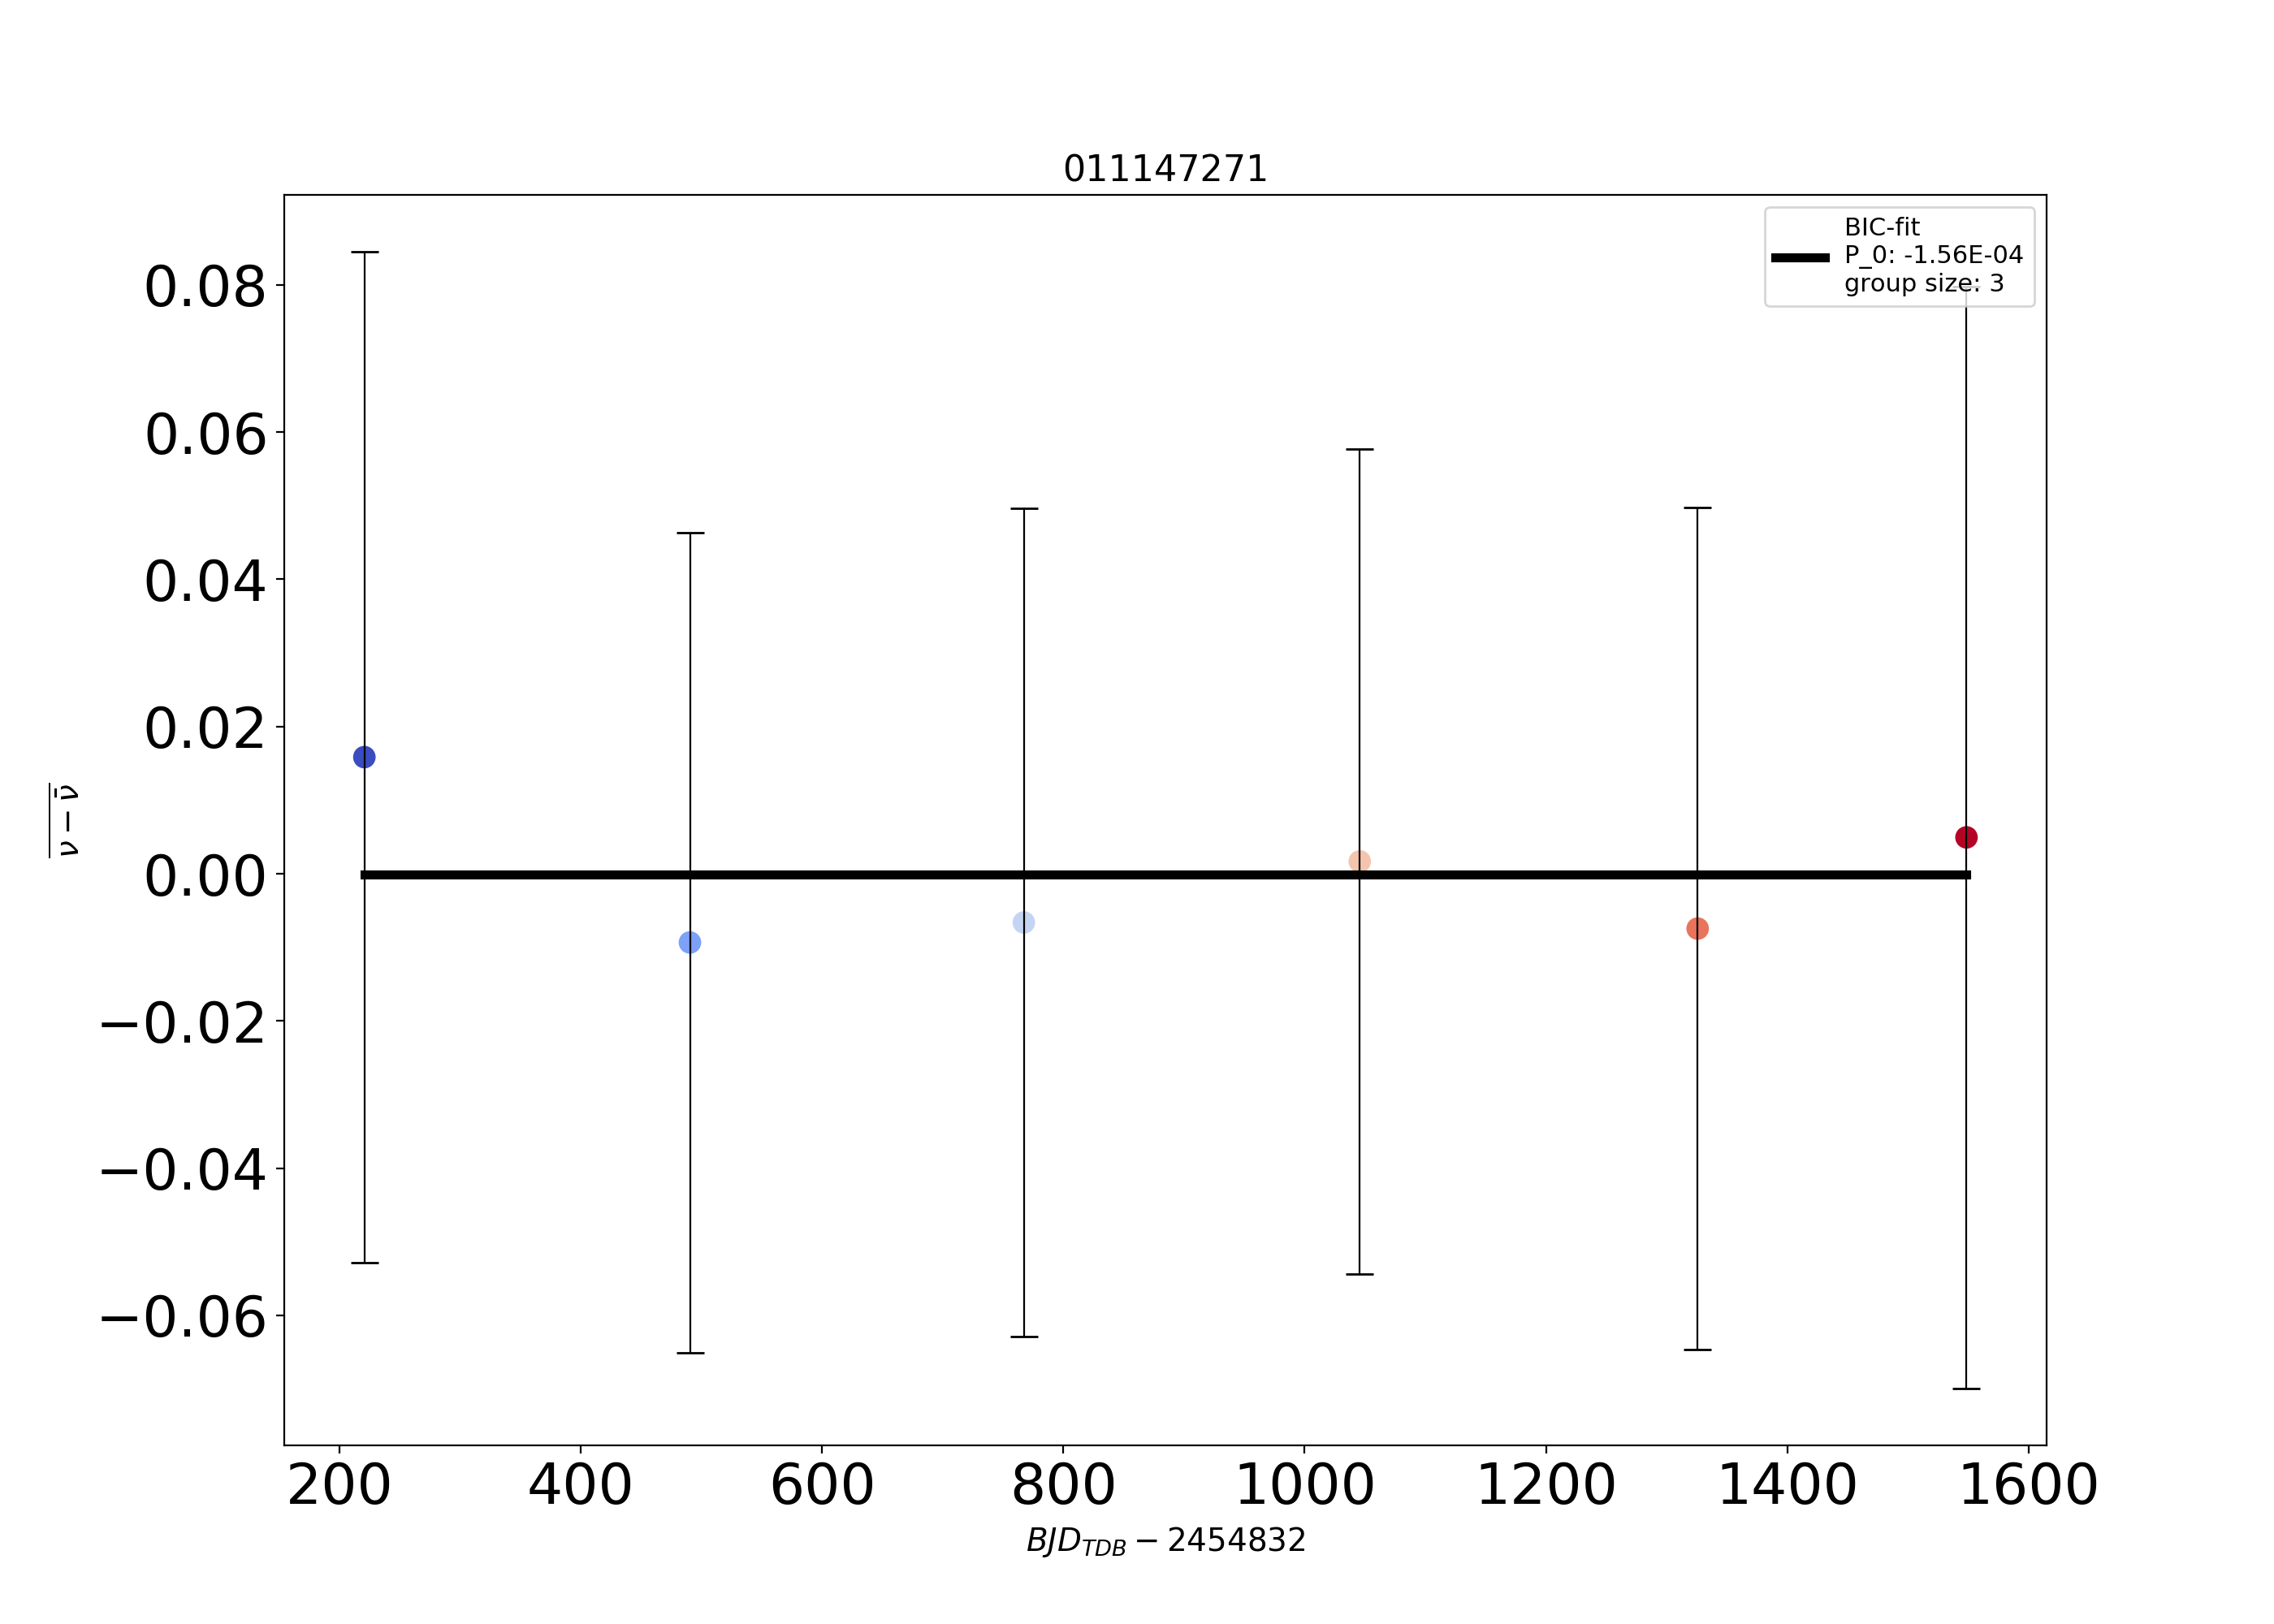 011147271
BIC-fit
P_0: -1.56E-04
group size: 3
0.08
0.06
0.04
0.02
0.00
−0.02
−0.04
−0.06
ν − ν̄
200 400 600 800 1000 1200 1400 1600
BJD_TDB − 2454832